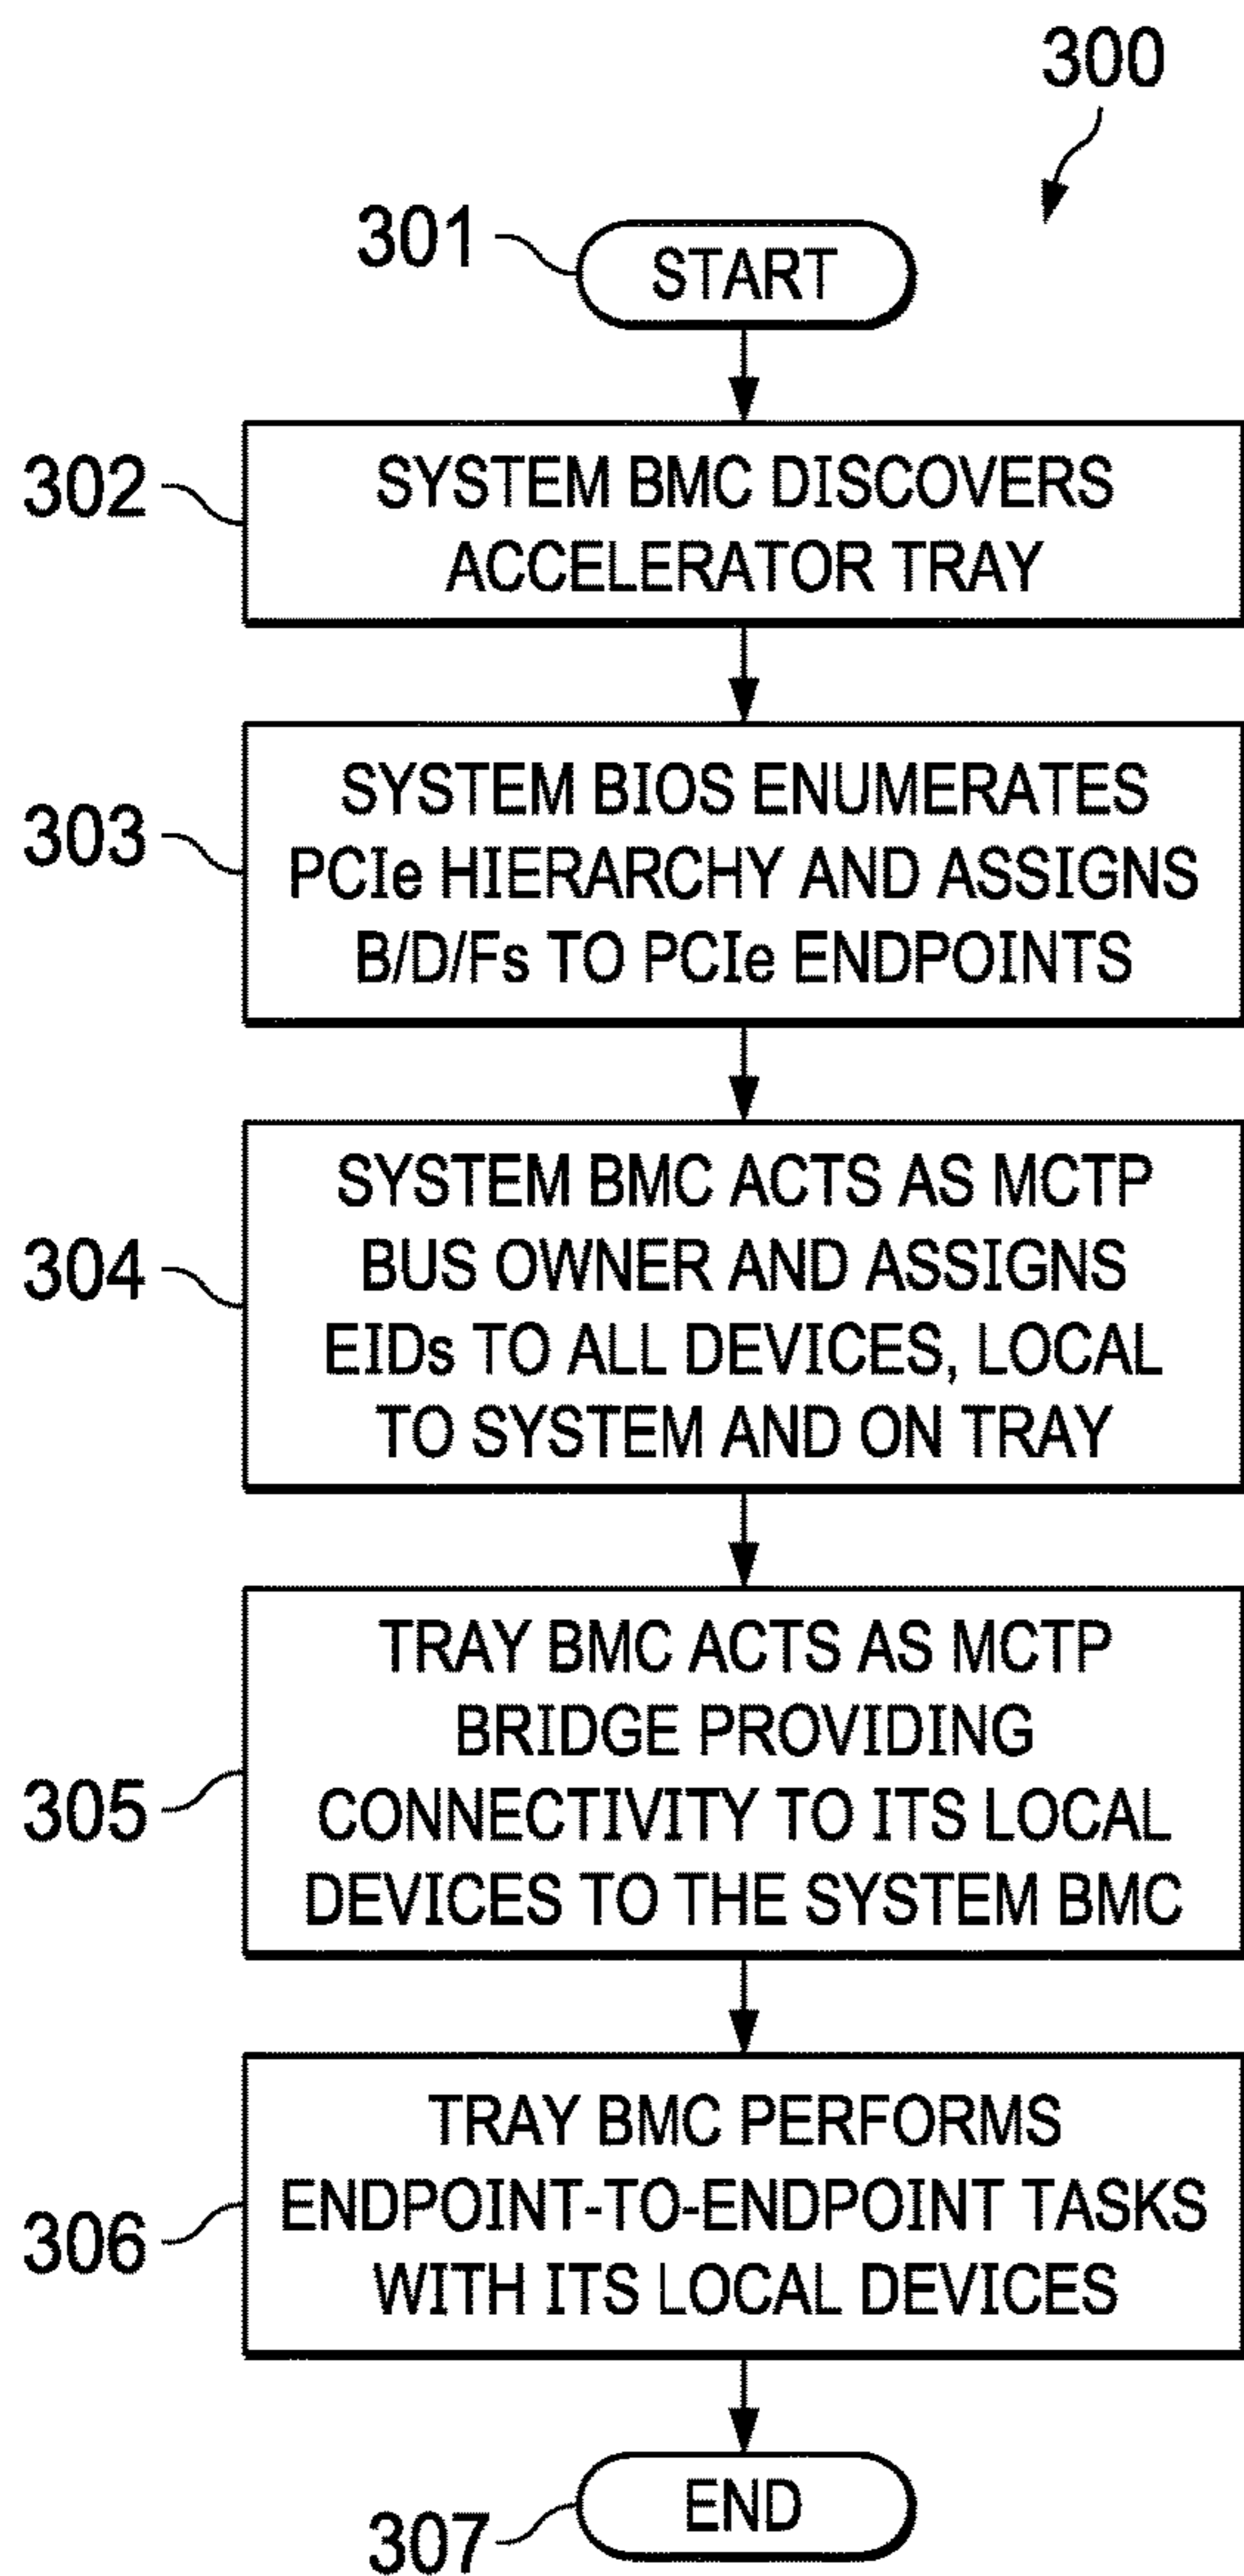 300
301
START
302
SYSTEM BMC DISCOVERS
ACCELERATOR TRAY
303
SYSTEM BIOS ENUMERATES
PCIe HIERARCHY AND ASSIGNS
B/D/Fs TO PCIe ENDPOINTS
304
SYSTEM BMC ACTS AS MCTP
BUS OWNER AND ASSIGNS
EIDs TO ALL DEVICES, LOCAL
TO SYSTEM AND ON TRAY
305
TRAY BMC ACTS AS MCTP
BRIDGE PROVIDING
CONNECTIVITY TO ITS LOCAL
DEVICES TO THE SYSTEM BMC
306
TRAY BMC PERFORMS
ENDPOINT-TO-ENDPOINT TASKS
WITH ITS LOCAL DEVICES
307
END